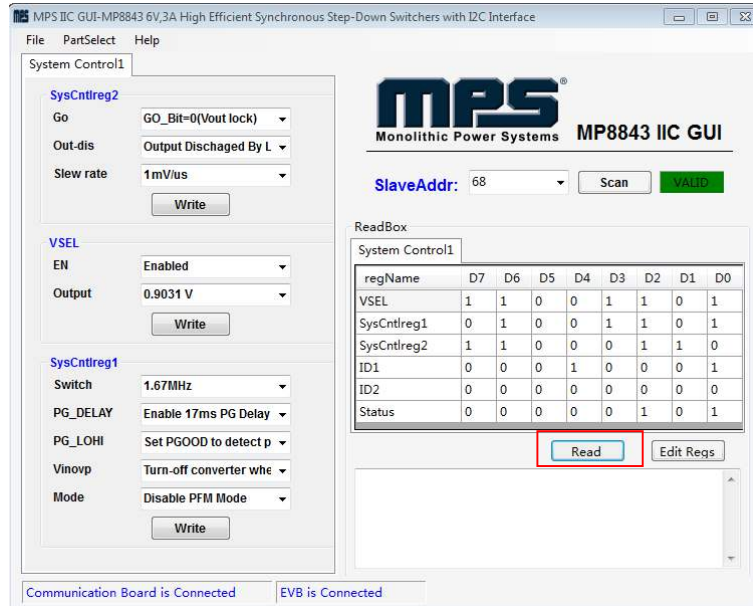 MPS IIC GUI-MP8843 6V,3A High Efficient Synchronous Step-Down Switchers with I2C Interface
File PartSelect Help
System Control1
SysCntlreg2
Go GO_Bit=0(Vout lock)
Out-dis Output Dischaged By L
Slew rate 1mV/us
Write
VSEL
EN Enabled
Output 0.9031 V
Write
SysCntlreg1
Switch 1.67MHz
PG_DELAY Enable 17ms PG Delay
PG_LOHI Set PGOOD to detect p
Vinovp Turn-off converter whe
Mode Disable PFM Mode
Write
mps®
Monolithic Power Systems MP8843 IIC GUI
SlaveAddr: 68 Scan VALID
ReadBox
System Control1
regName D7 D6 D5 D4 D3 D2 D1 D0
VSEL 1 1 0 0 1 1 0 1
SysCntlreg1 0 1 0 0 1 1 0 1
SysCntlreg2 1 1 0 0 0 1 1 0
ID1 0 0 0 1 0 0 0 1
ID2 0 0 0 0 0 0 0 0
Status 0 0 0 0 0 1 0 1
Read Edit Regs
Communication Board is Connected EVB is Connected